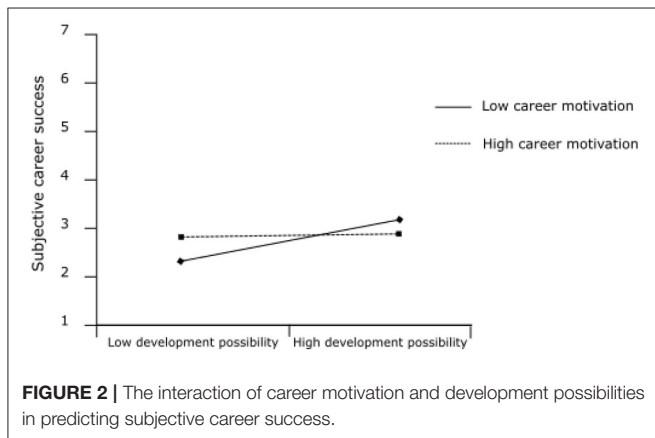 7
6
5
4
3
2
1
Subjective career success
Low career motivation
High career motivation
Low development possibility
High development possibility
FIGURE 2 | The interaction of career motivation and development possibilities
in predicting subjective career success.